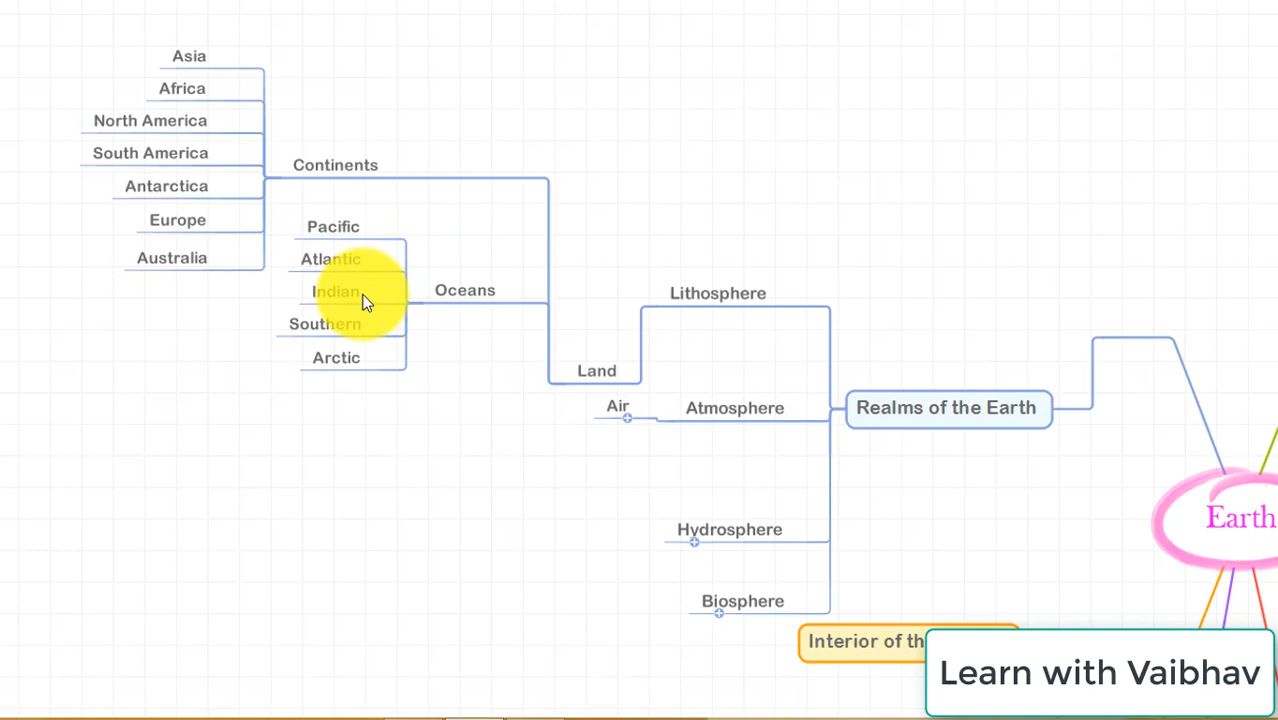 Asia
Africa
North America
South America
Antarctica
Europe
Australia
Continents
Pacific
Atlantic
Indian
Southern
Arctic
Oceans
Land
Lithosphere
Air
Atmosphere
Hydrosphere
Biosphere
Realms of the Earth
Earth
Interior of th
Learn with Vaibhav